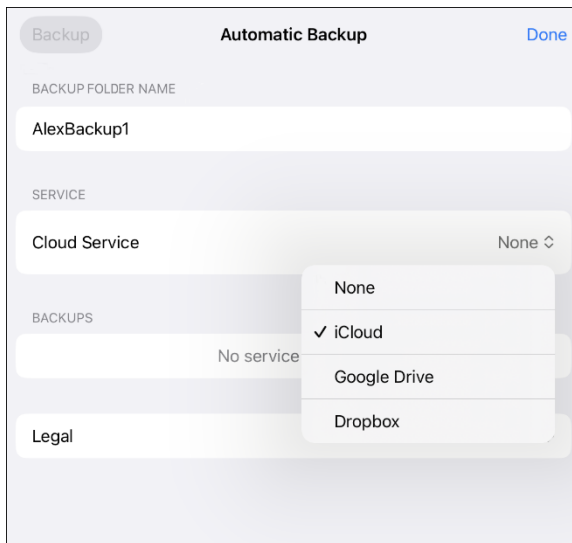 Backup
Automatic Backup
Done
BACKUP FOLDER NAME
AlexBackup1
SERVICE
Cloud Service
None
None
iCloud
Google Drive
Dropbox
BACKUPS
No service
Legal